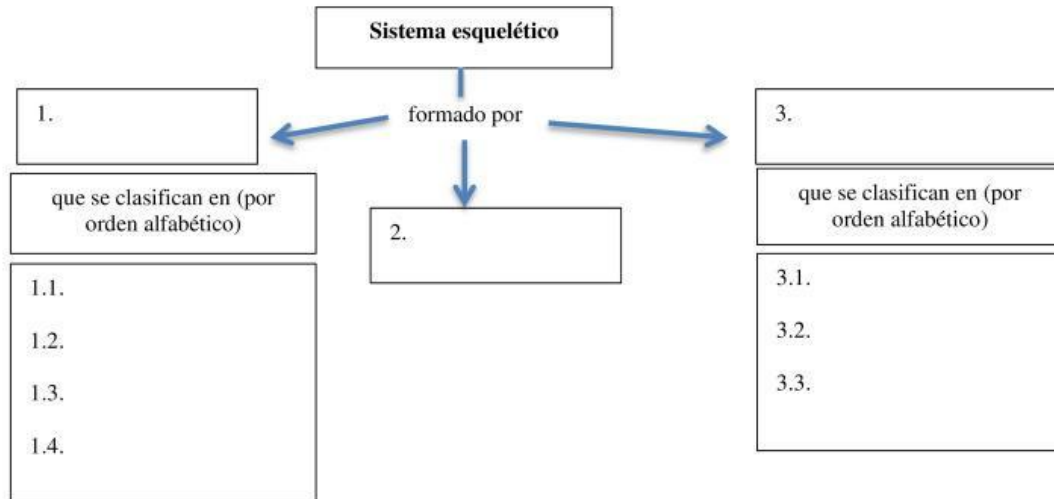 Sistema esquelético
formado por
1.
que se clasifican en (por
orden alfabético)
1.1.
1.2.
1.3.
1.4.
2.
3.
que se clasifican en (por
orden alfabético)
3.1.
3.2.
3.3.